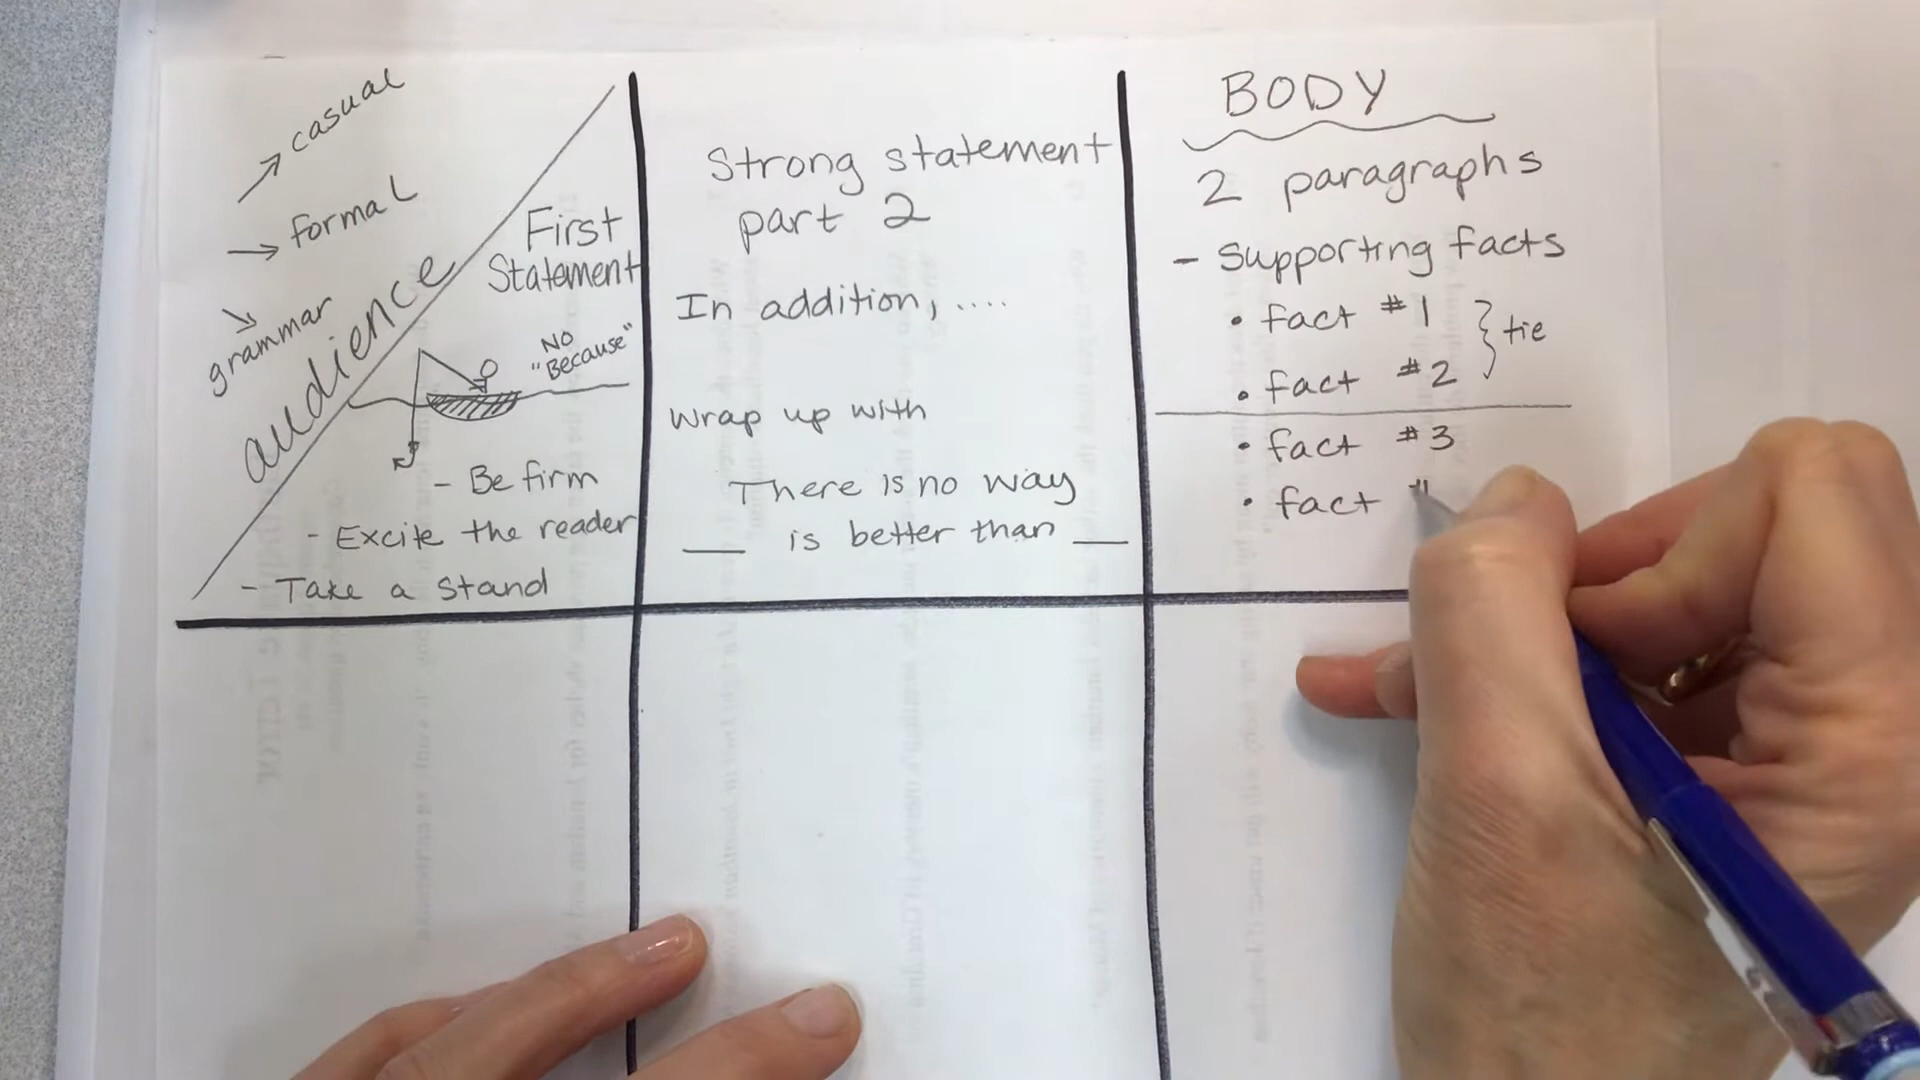 casual
formal
grammar
audience
First
Statement
NO
"Because"
- Be firm
- Excite the reader
- Take a stand
Strong statement
part 2
In addition, ....
wrap up with
There is no way
___ is better than ___
BODY
2 paragraphs
- Supporting facts
• fact #1
• fact #2 } tie
• fact #3
• fact #